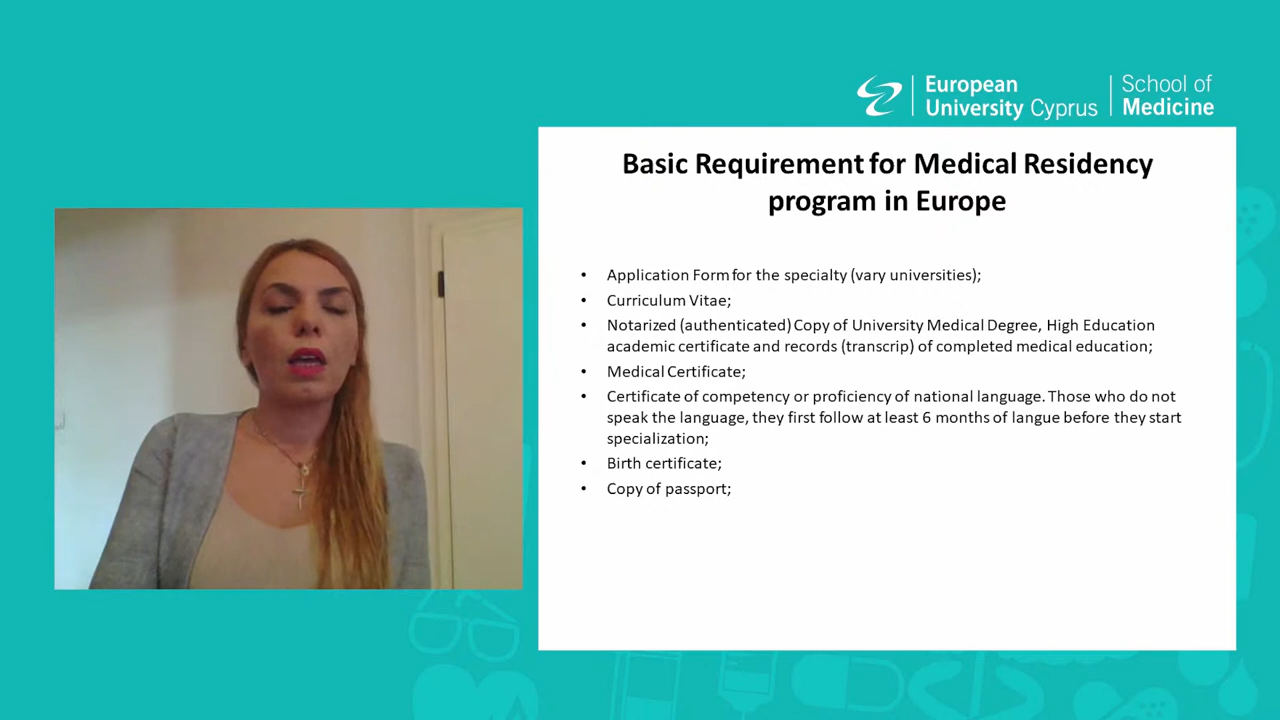 European
University Cyprus
School of
Medicine
Basic Requirement for Medical Residency
program in Europe
• Application Form for the specialty (vary universities);
• Curriculum Vitae;
• Notarized (authenticated) Copy of University Medical Degree, High Education
academic certificate and records (transcrip) of completed medical education;
• Medical Certificate;
• Certificate of competency or proficiency of national language. Those who do not
speak the language, they first follow at least 6 months of langue before they start
specialization;
• Birth certificate;
• Copy of passport;